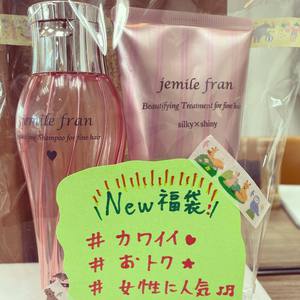 jemile fran
Shampoo for fine hair
jemile fran
Beautifying Treatment for fine hair
silky×shiny
New福袋!
# カワイイ♥
# おトク★
# 女性に人気♫